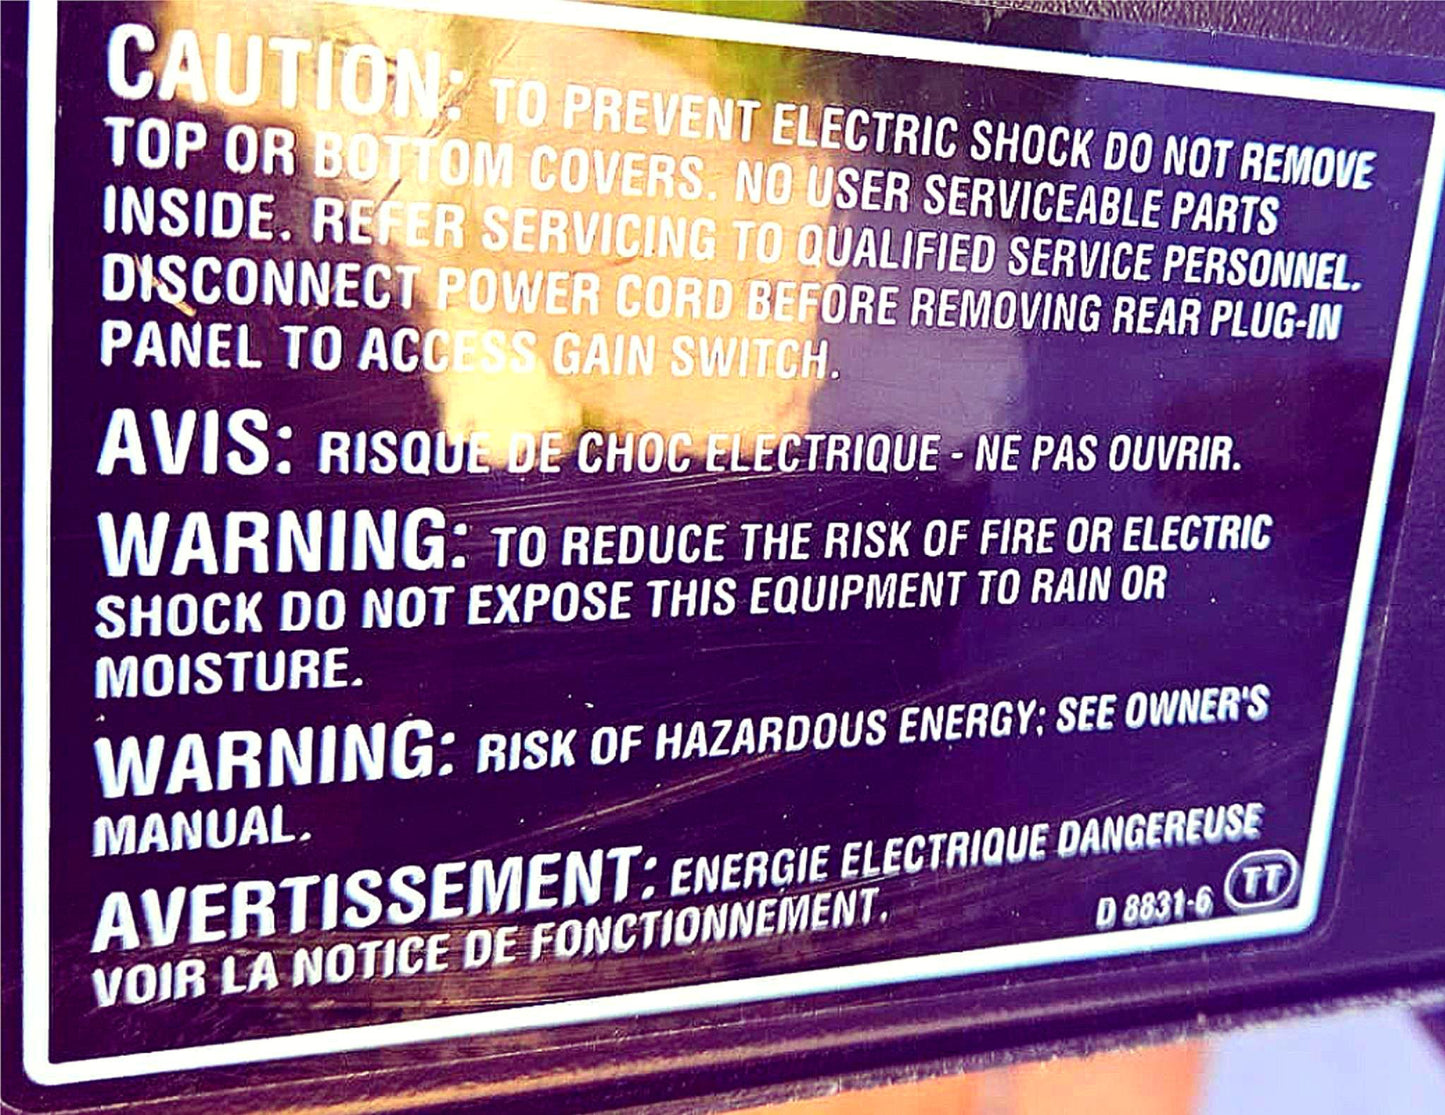 CAUTION: TO PREVENT ELECTRIC SHOCK DO NOT REMOVE
TOP OR BOTTOM COVERS. NO USER SERVICEABLE PARTS
INSIDE. REFER SERVICING TO QUALIFIED SERVICE PERSONNEL.
DISCONNECT POWER CORD BEFORE REMOVING REAR PLUG-IN
PANEL TO ACCESS GAIN SWITCH.
AVIS: RISQUE DE CHOC ELECTRIQUE - NE PAS OUVRIR.
WARNING: TO REDUCE THE RISK OF FIRE OR ELECTRIC
SHOCK DO NOT EXPOSE THIS EQUIPMENT TO RAIN OR
MOISTURE.
WARNING: RISK OF HAZARDOUS ENERGY; SEE OWNER'S
MANUAL.
AVERTISSEMENT: ENERGIE ELECTRIQUE DANGEREUSE
VOIR LA NOTICE DE FONCTIONNEMENT.
D 8831-6 TT